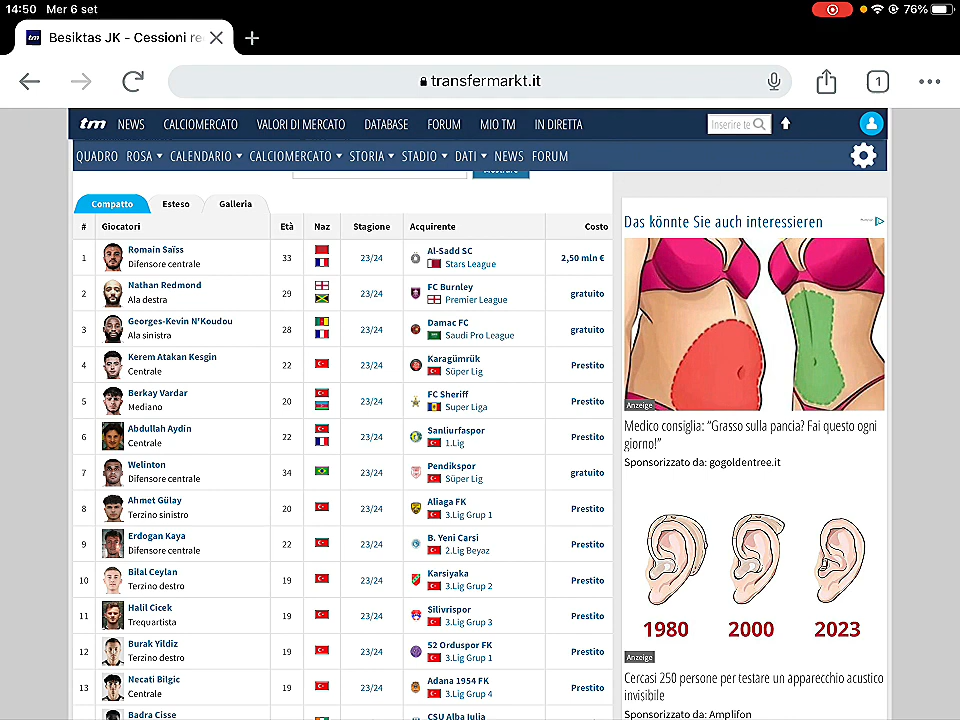 14:50 Mer 6 set
76%
tm Besiktas JK - Cessioni re
transfermarkt.it
1
tm NEWS CALCIOMERCATO VALORI DI MERCATO DATABASE FORUM MIO TM IN DIRETTA Inserire te
QUADRO ROSA CALENDARIO CALCIOMERCATO STORIA STADIO DATI NEWS FORUM
Compatto Esteso Galleria
# Giocatori Età Naz Stagione Acquirente Costo
1 Romain Saïss 33 23/24 Al-Sadd SC 2,50 mln €
Difensore centrale Stars League
2 Nathan Redmond 29 23/24 FC Burnley gratuito
Ala destra Premier League
3 Georges-Kevin N'Koudou 28 23/24 Damac FC gratuito
Ala sinistra Saudi Pro League
4 Kerem Atakan Kesgin 22 23/24 Karagümrük Prestito
Centrale Süper Lig
5 Berkay Vardar 20 23/24 FC Sheriff Prestito
Mediano Super Liga
6 Abdullah Aydin 22 23/24 Sanliurfaspor Prestito
Centrale 1.Lig
7 Welinton 34 23/24 Pendikspor gratuito
Difensore centrale Süper Lig
8 Ahmet Gülay 20 23/24 Aliaga FK Prestito
Terzino sinistro 3.Lig Grup 1
9 Erdogan Kaya 22 23/24 B. Yeni Carsi Prestito
Difensore centrale 2.Lig Beyaz
10 Bilal Ceylan 19 23/24 Karsiyaka Prestito
Terzino destro 3.Lig Grup 2
11 Halil Cicek 19 23/24 Silivrispor Prestito
Trequartista 3.Lig Grup 3
12 Burak Yildiz 19 23/24 52 Orduspor FK Prestito
Terzino destro 3.Lig Grup 1
13 Necati Bilgic 19 23/24 Adana 1954 FK Prestito
Centrale 3.Lig Grup 4
Badra Cisse CSU Alba Iulia
Das könnte Sie auch interessieren
Anzeige
Medico consiglia: "Grasso sulla pancia? Fai questo ogni
giorno!"
Sponsorizzato da: gogoldentree.it
1980 2000 2023
Anzeige
Cercasi 250 persone per testare un apparecchio acustico
invisibile
Sponsorizzato da: Amplifon